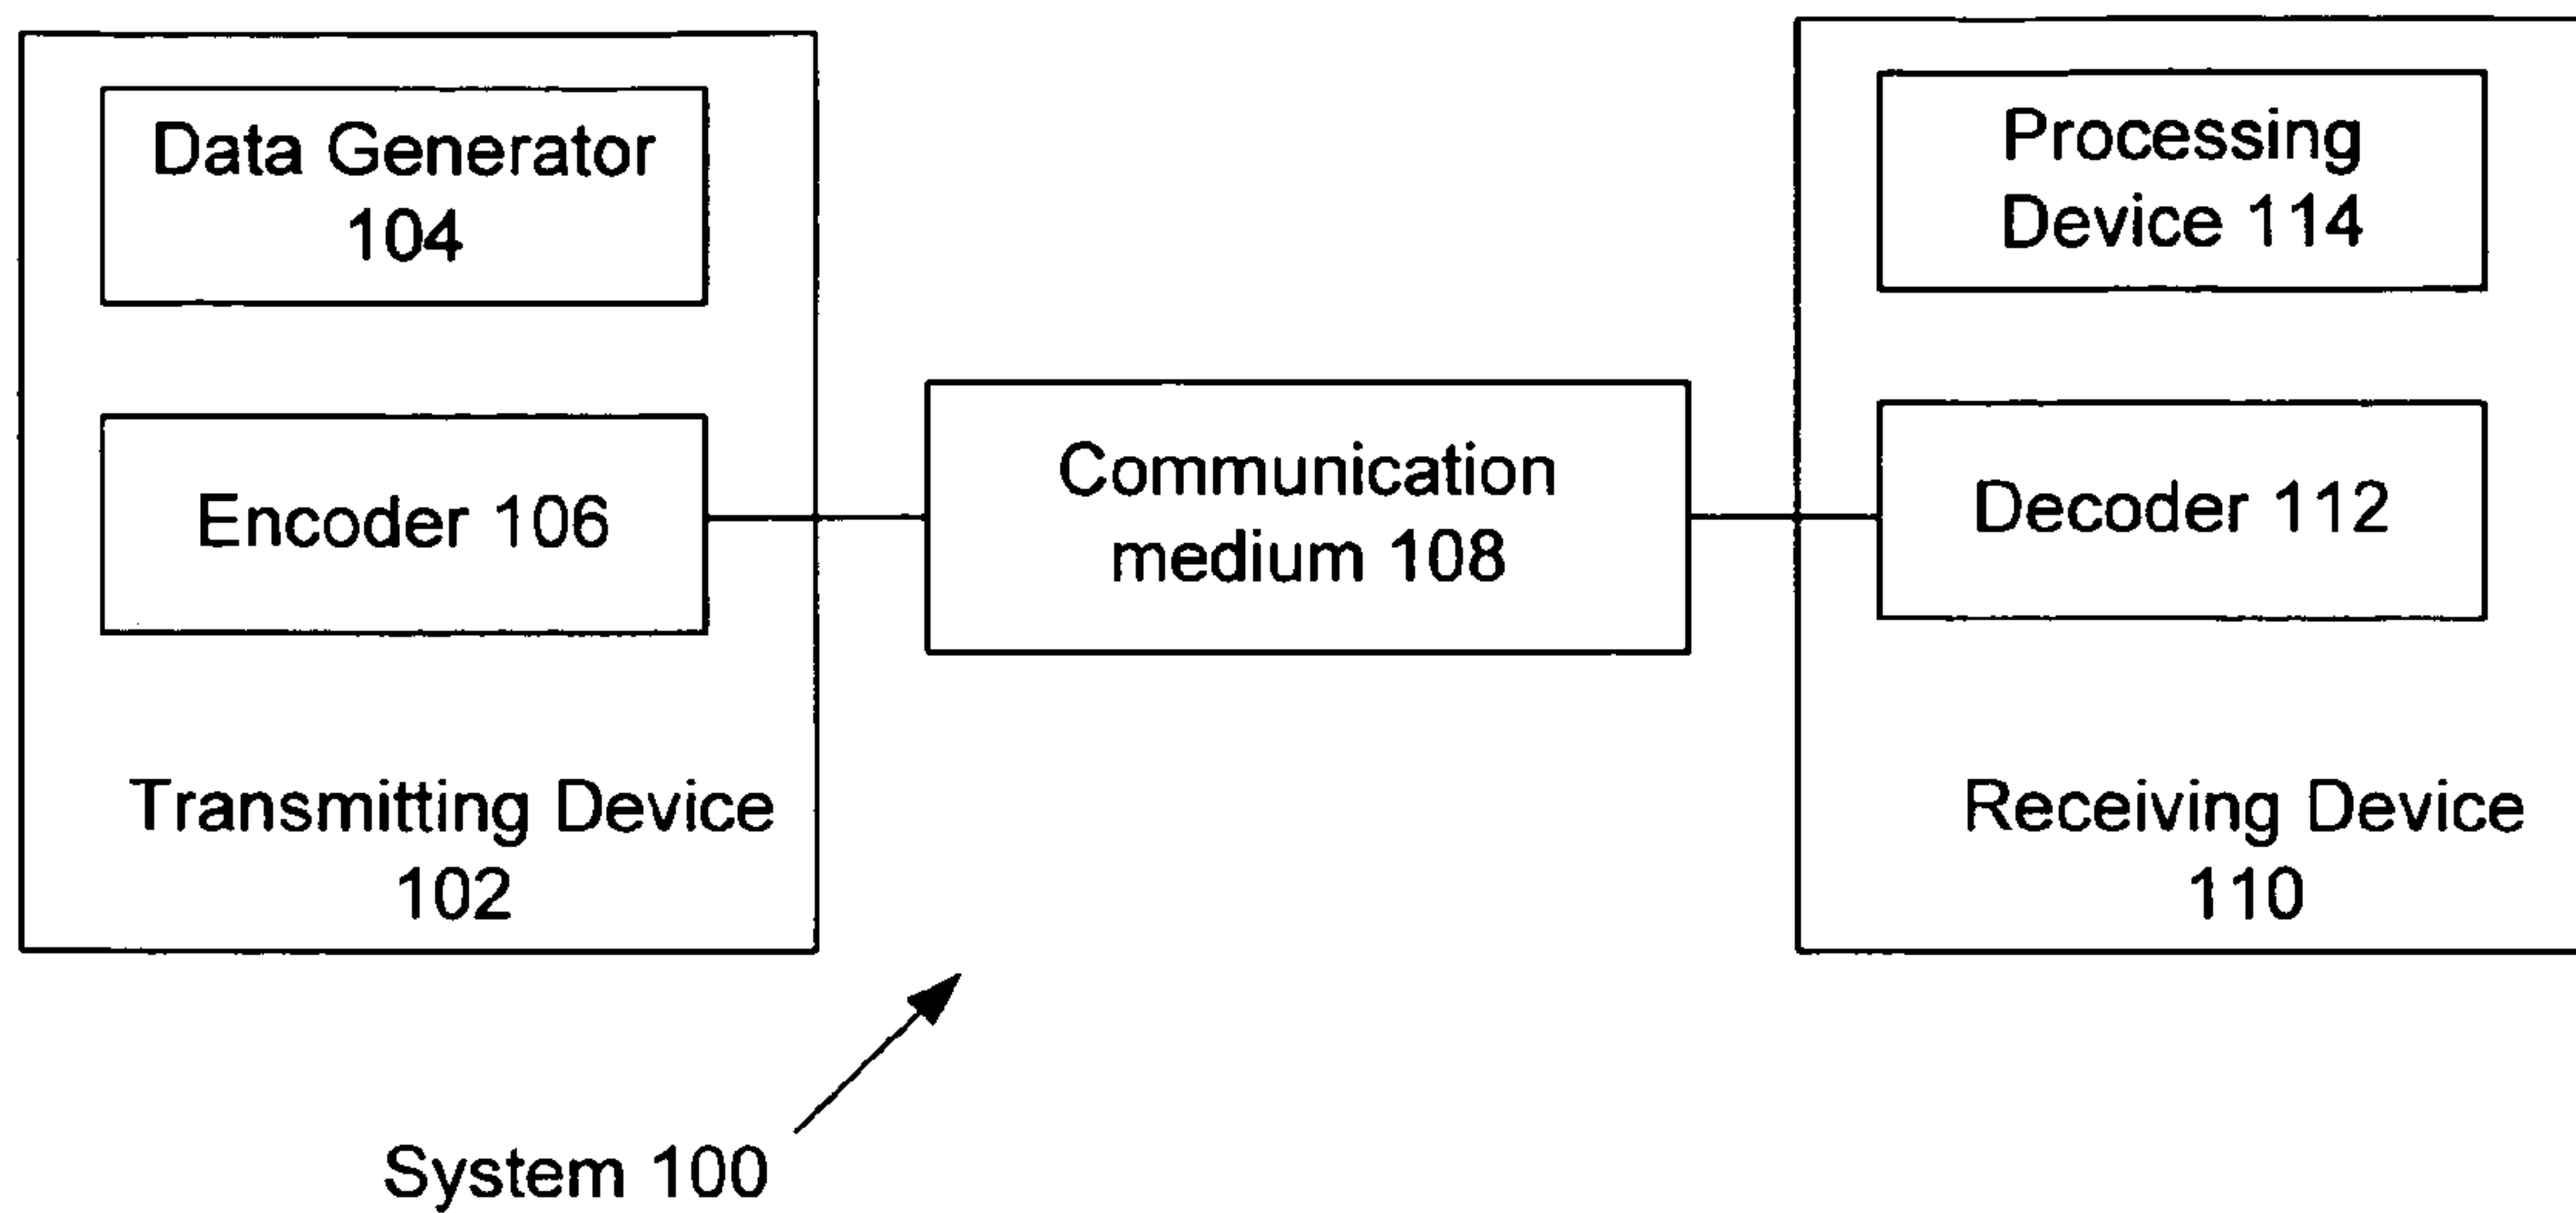 Data Generator
104
Encoder 106
Transmitting Device
102
Communication
medium 108
Processing
Device 114
Decoder 112
Receiving Device
110
System 100